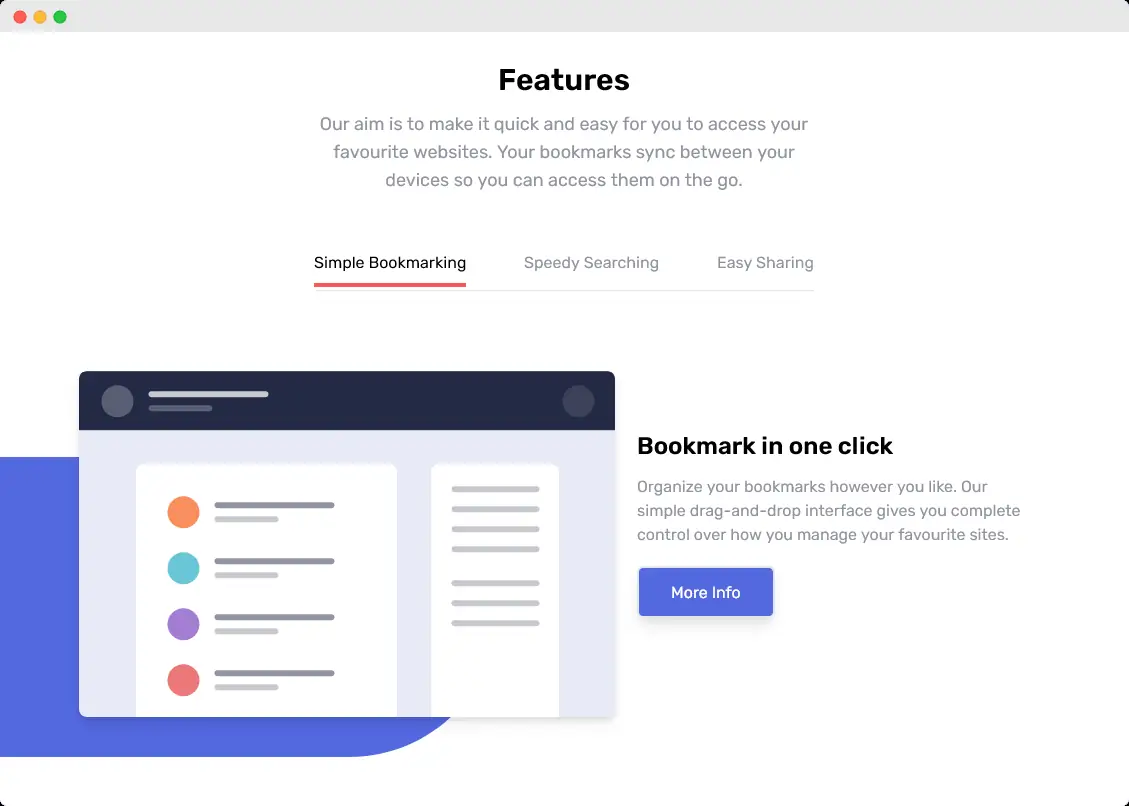 Features
Our aim is to make it quick and easy for you to access your
favourite websites. Your bookmarks sync between your
devices so you can access them on the go.
Simple Bookmarking
Speedy Searching
Easy Sharing
Bookmark in one click
Organize your bookmarks however you like. Our
simple drag-and-drop interface gives you complete
control over how you manage your favourite sites.
More Info